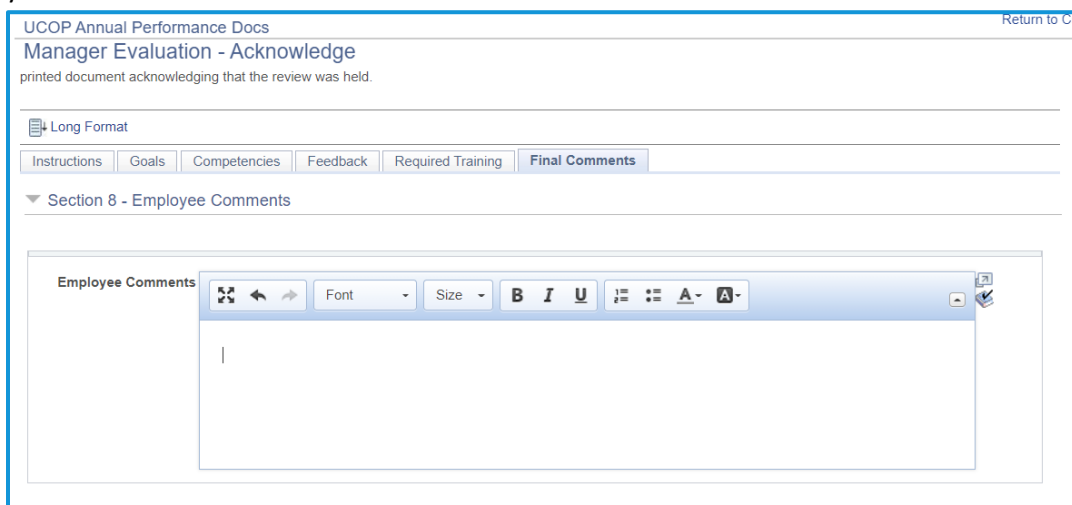 UCOP Annual Performance Docs
Return to C
Manager Evaluation - Acknowledge
printed document acknowledging that the review was held.
Long Format
Instructions Goals Competencies Feedback Required Training Final Comments
Section 8 - Employee Comments
Employee Comments
Font Size B I U A A